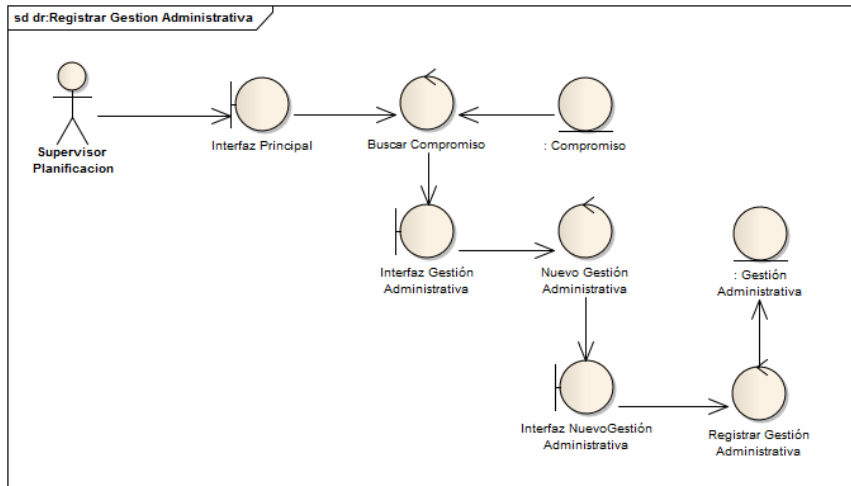 sd dr:Registrar Gestion Administrativa
Supervisor
Planificacion
Interfaz Principal
Buscar Compromiso
: Compromiso
Interfaz Gestión
Administrativa
Nuevo Gestión
Administrativa
: Gestión
Administrativa
Interfaz NuevoGestión
Administrativa
Registrar Gestión
Administrativa